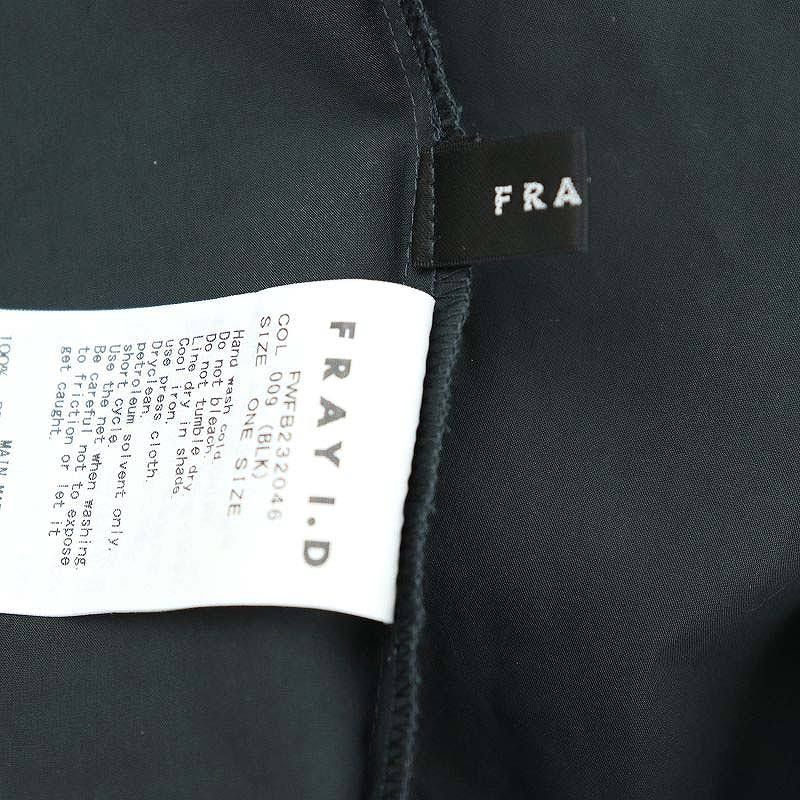 FRA
FRAY I.D
FWFB232046
COL 009 (BLK)
SIZE ONE SIZE
Hand wash cold.
Do not bleach.
Do not tumble dry
Line dry in shade.
Cool iron.
use press cloth.
Dryclean.
petroleum solvent only,
short cycle.
Use the net when washing.
Be careful not to expose
to friction or let it
get caught.
100%